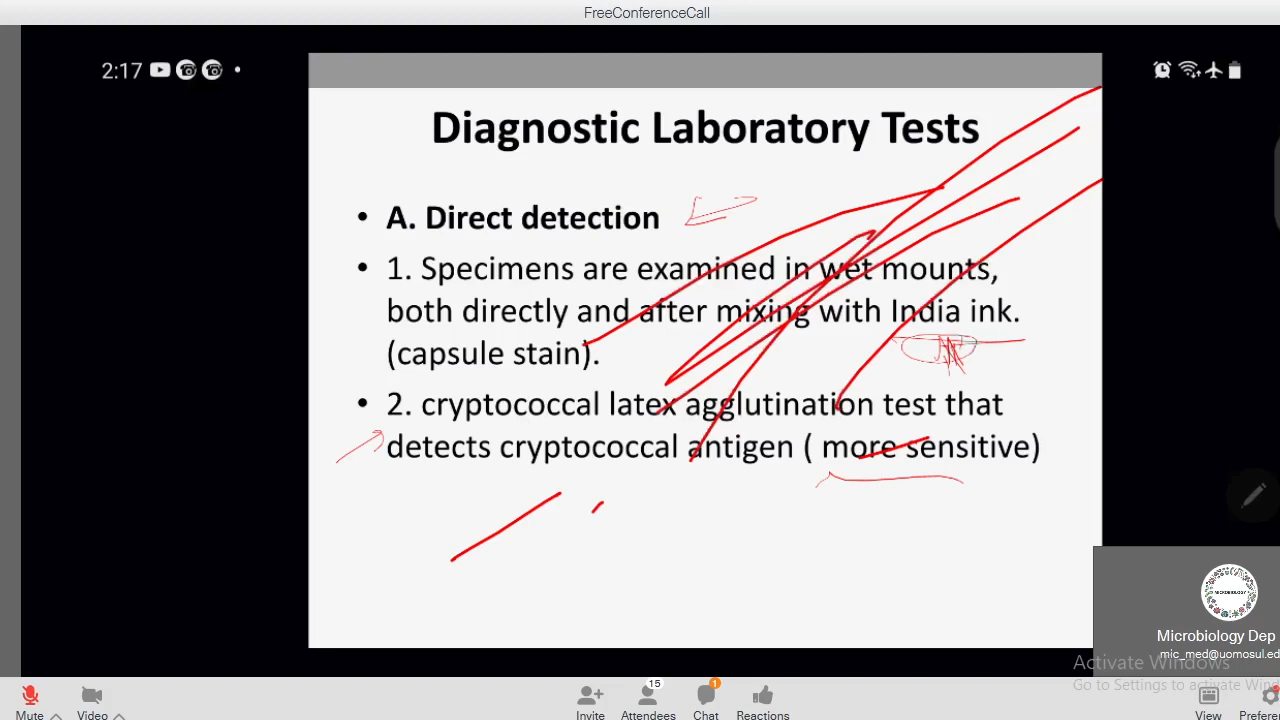 FreeConferenceCall
2:17
Diagnostic Laboratory Tests
• A. Direct detection
• 1. Specimens are examined in wet mounts,
both directly and after mixing with India ink.
(capsule stain).
• 2. cryptococcal latex agglutination test that
detects cryptococcal antigen ( more sensitive)
MICROBIOLOGY
Microbiology Dep
mic_med@uomosul.ed
Activate Windows
Go to Settings to activate Win
15
1
Mute
Video
Invite
Attendees
Chat
Reactions
View
Prefere